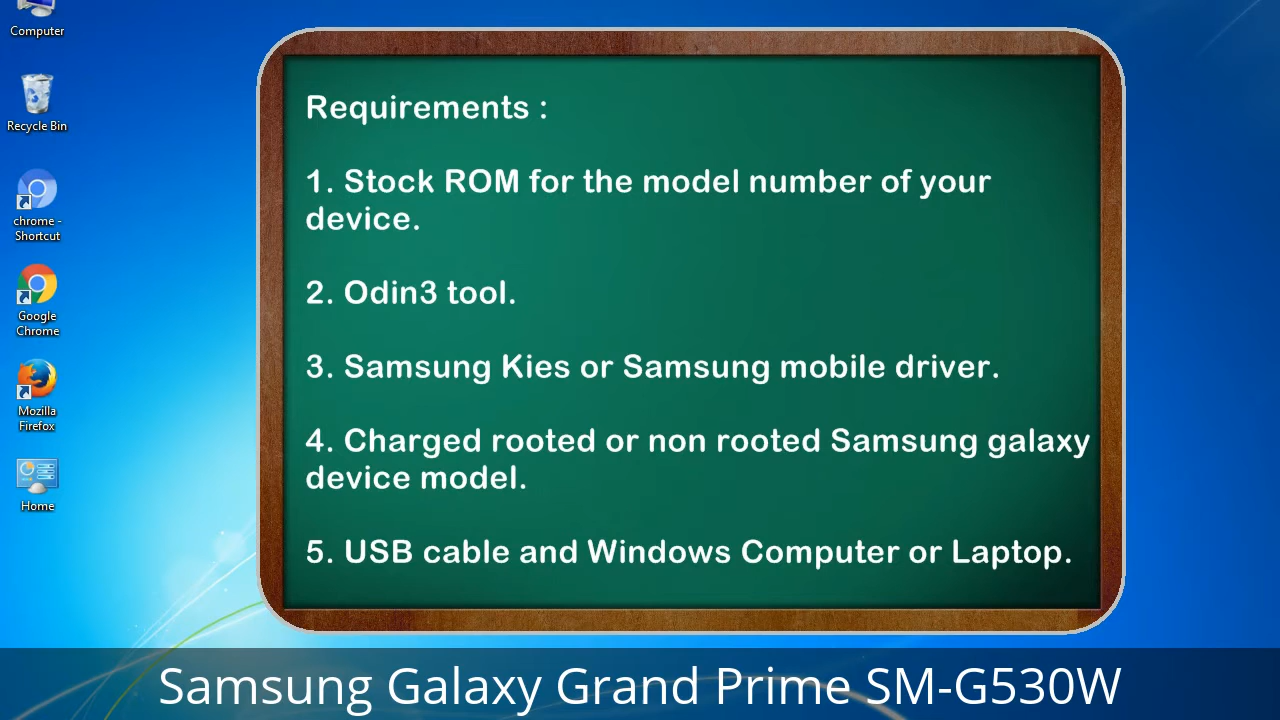 Computer
Recycle Bin
chrome -
Shortcut
Google
Chrome
Mozilla
Firefox
Home
Requirements :
1. Stock ROM for the model number of your
device.
2. Odin3 tool.
3. Samsung Kies or Samsung mobile driver.
4. Charged rooted or non rooted Samsung galaxy
device model.
5. USB cable and Windows Computer or Laptop.
Samsung Galaxy Grand Prime SM-G530W